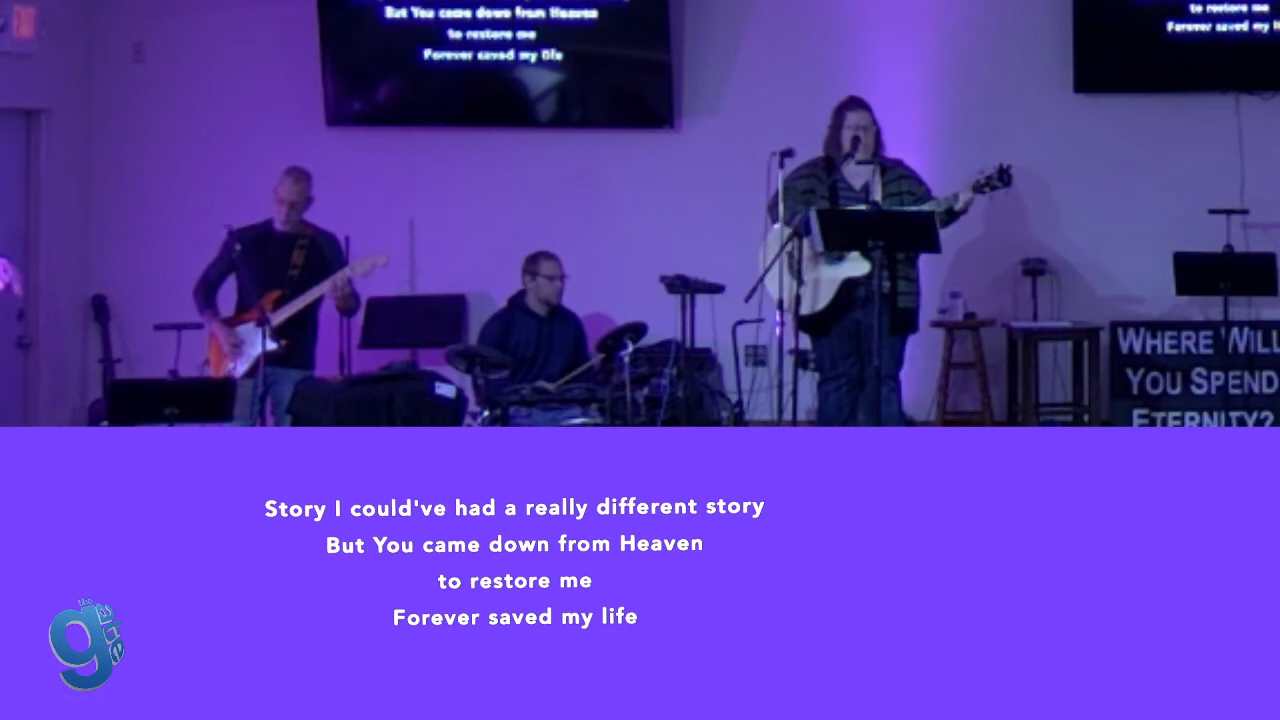 But You came down from Heaven
to restore me
Forever saved my life
to restore me
Forever saved my
WHERE WILL
YOU SPEND
ETERNITY?
Story I could've had a really different story
But You came down from Heaven
to restore me
Forever saved my life
the
g